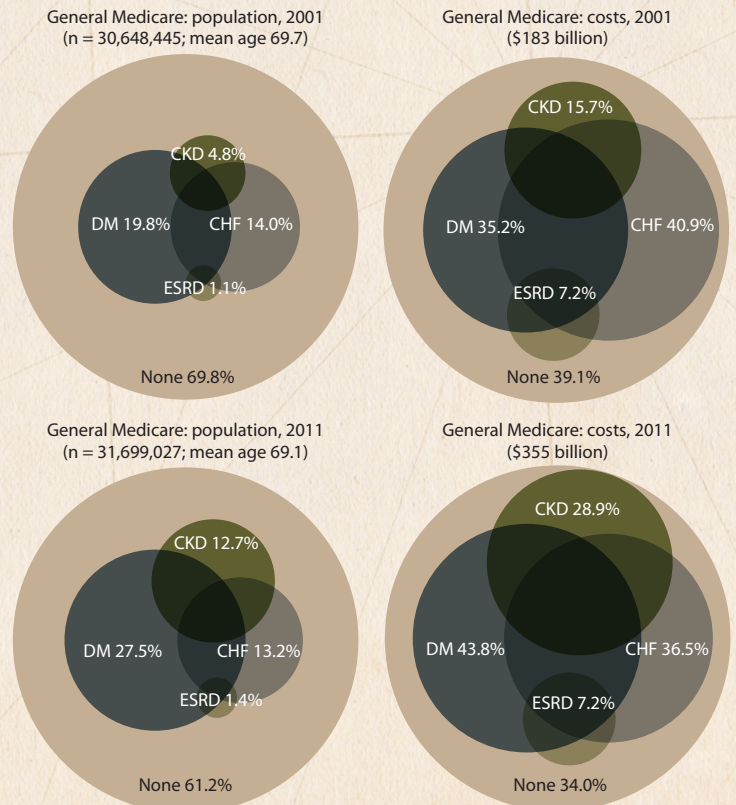 General Medicare: population, 2001
(n = 30,648,445; mean age 69.7)
CKD 4.8%
DM 19.8%
CHF 14.0%
ESRD 1.1%
None 69.8%
General Medicare: costs, 2001
($183 billion)
CKD 15.7%
DM 35.2%
CHF 40.9%
ESRD 7.2%
None 39.1%
General Medicare: population, 2011
(n = 31,699,027; mean age 69.1)
CKD 12.7%
DM 27.5%
CHF 13.2%
ESRD 1.4%
None 61.2%
General Medicare: costs, 2011
($355 billion)
CKD 28.9%
DM 43.8%
CHF 36.5%
ESRD 7.2%
None 34.0%